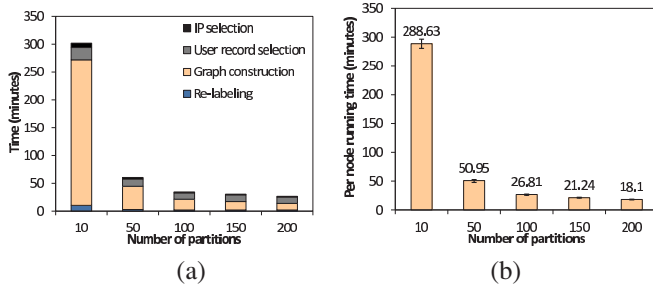 350
300
250
200
150
100
50
0
Time (minutes)
IP selection
User record selection
Graph construction
Re-labeling
10 50 100 150 200
Number of partitions
(a)
350
300
250
200
150
100
50
0
Per node running time (minutes)
288.63
50.95
26.81
21.24
18.1
10 50 100 150 200
Number of partitions
(b)